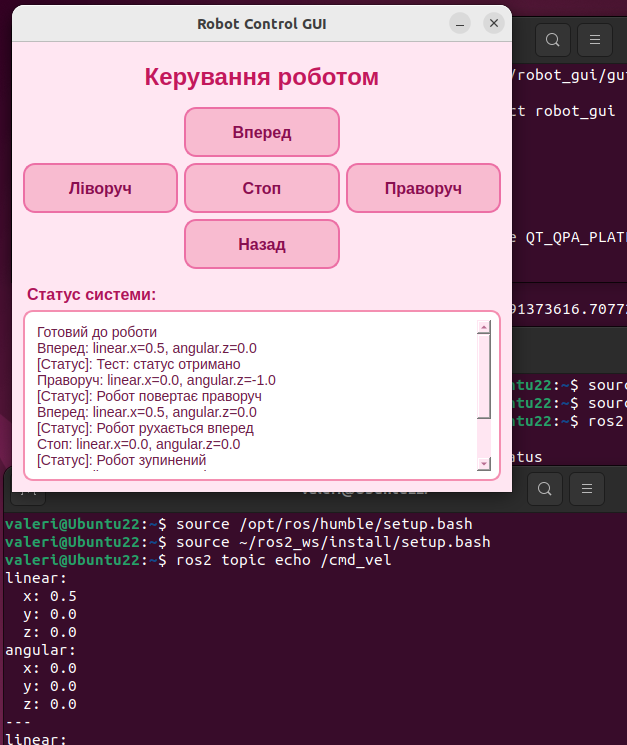 Robot Control GUI
Керування роботом
Вперед
Ліворуч
Стоп
Праворуч
Назад
Статус системи:
Готовий до роботи
Вперед: linear.x=0.5, angular.z=0.0
[Статус]: Тест: статус отримано
Праворуч: linear.x=0.0, angular.z=-1.0
[Статус]: Робот повертає праворуч
Вперед: linear.x=0.5, angular.z=0.0
[Статус]: Робот рухається вперед
Стоп: linear.x=0.0, angular.z=0.0
[Статус]: Робот зупинений
/robot_gui/gu
ct robot_gui
QT_QPA_PLAT
91373616.7077
ntu22:~$ sourc
ntu22:~$ sourc
ntu22:~$ ros2
atus
valeri@Ubuntu22:~$ source /opt/ros/humble/setup.bash
valeri@Ubuntu22:~$ source ~/ros2_ws/install/setup.bash
valeri@Ubuntu22:~$ ros2 topic echo /cmd_vel
linear:
  x: 0.5
  y: 0.0
  z: 0.0
angular:
  x: 0.0
  y: 0.0
  z: 0.0
---
linear: